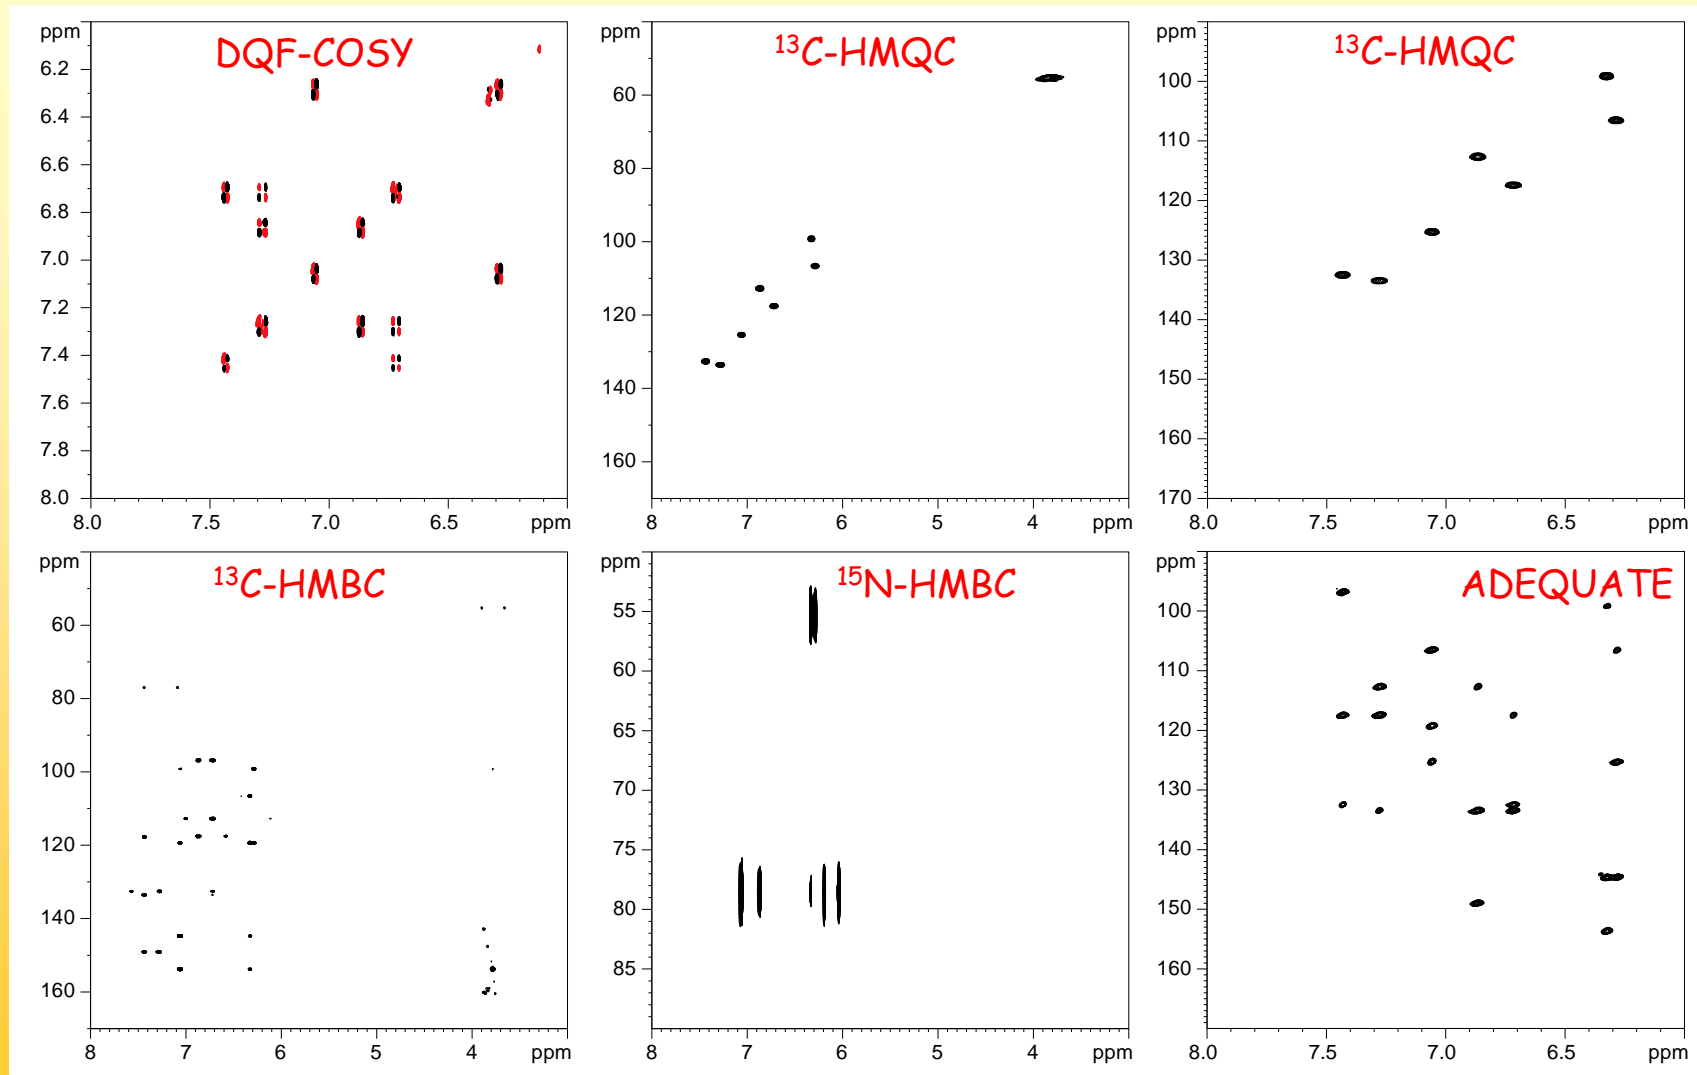 ppm
DQF-COSY
6.2
6.4
6.6
6.8
7.0
7.2
7.4
7.6
7.8
8.0
8.0 7.5 7.0 6.5 ppm
ppm
¹³C-HMQC
60
80
100
120
140
160
8 7 6 5 4 ppm
ppm
¹³C-HMQC
100
110
120
130
140
150
160
170
8.0 7.5 7.0 6.5 ppm
ppm
¹³C-HMBC
60
80
100
120
140
160
8 7 6 5 4 ppm
ppm
¹⁵N-HMBC
55
60
65
70
75
80
85
8 7 6 5 4 ppm
ppm
ADEQUATE
100
110
120
130
140
150
160
8.0 7.5 7.0 6.5 ppm